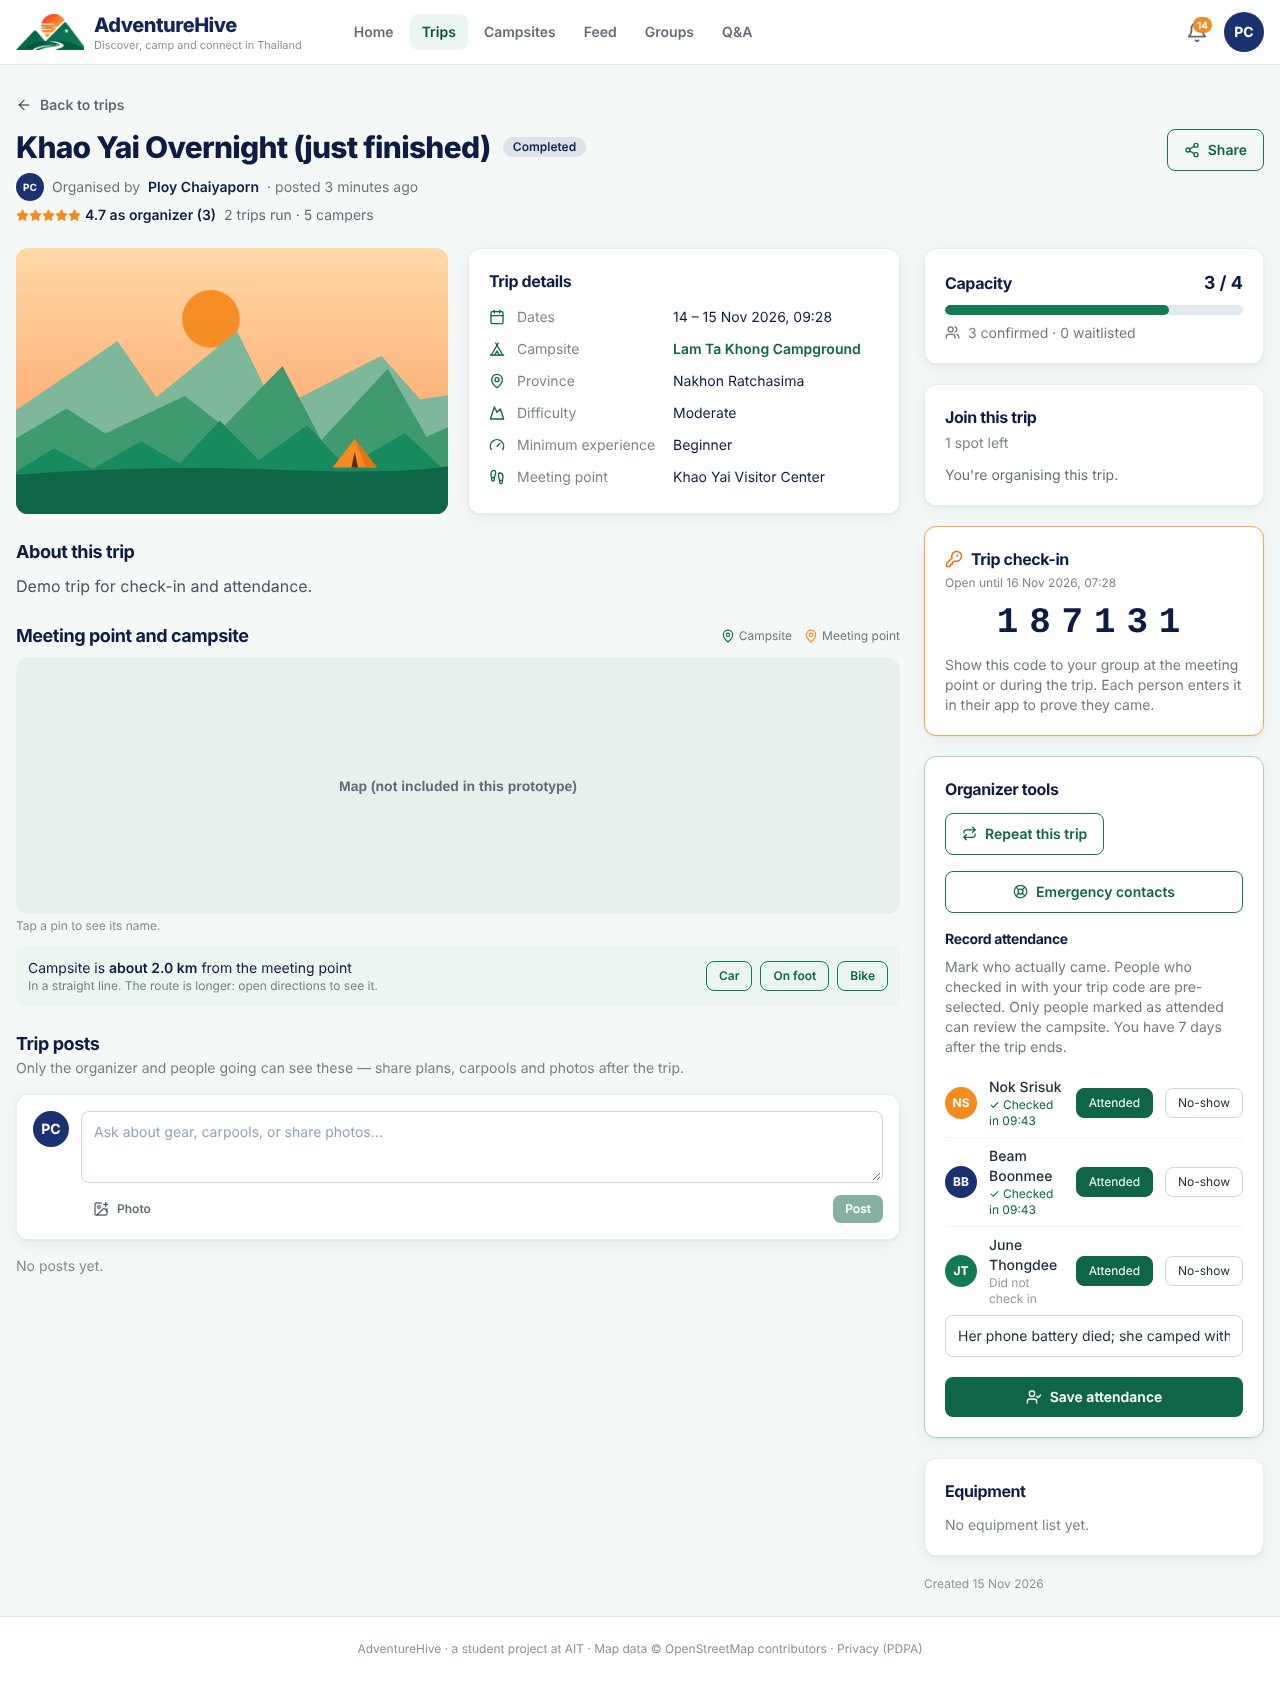 AdventureHive
Discover, camp and connect in Thailand
Home
Trips
Campsites
Feed
Groups
Q&A
14
PC
Back to trips
Khao Yai Overnight (just finished)
Completed
Share
PC
Organised by Ploy Chaiyaporn · posted 3 minutes ago
4.7 as organizer (3) 2 trips run · 5 campers
Trip details
Dates
14 – 15 Nov 2026, 09:28
Campsite
Lam Ta Khong Campground
Province
Nakhon Ratchasima
Difficulty
Moderate
Minimum experience
Beginner
Meeting point
Khao Yai Visitor Center
About this trip
Demo trip for check-in and attendance.
Meeting point and campsite
Campsite
Meeting point
Map (not included in this prototype)
Tap a pin to see its name.
Campsite is about 2.0 km from the meeting point
In a straight line. The route is longer: open directions to see it.
Car
On foot
Bike
Trip posts
Only the organizer and people going can see these — share plans, carpools and photos after the trip.
PC
Ask about gear, carpools, or share photos...
Photo
Post
No posts yet.
Capacity
3 / 4
3 confirmed · 0 waitlisted
Join this trip
1 spot left
You're organising this trip.
Trip check-in
Open until 16 Nov 2026, 07:28
187131
Show this code to your group at the meeting
point or during the trip. Each person enters it
in their app to prove they came.
Organizer tools
Repeat this trip
Emergency contacts
Record attendance
Mark who actually came. People who
checked in with your trip code are pre-
selected. Only people marked as attended
can review the campsite. You have 7 days
after the trip ends.
NS
Nok Srisuk
✓ Checked
in 09:43
Attended
No-show
BB
Beam
Boonmee
✓ Checked
in 09:43
Attended
No-show
JT
June
Thongdee
Did not
check in
Attended
No-show
Her phone battery died; she camped with
Save attendance
Equipment
No equipment list yet.
Created 15 Nov 2026
AdventureHive · a student project at AIT · Map data © OpenStreetMap contributors · Privacy (PDPA)